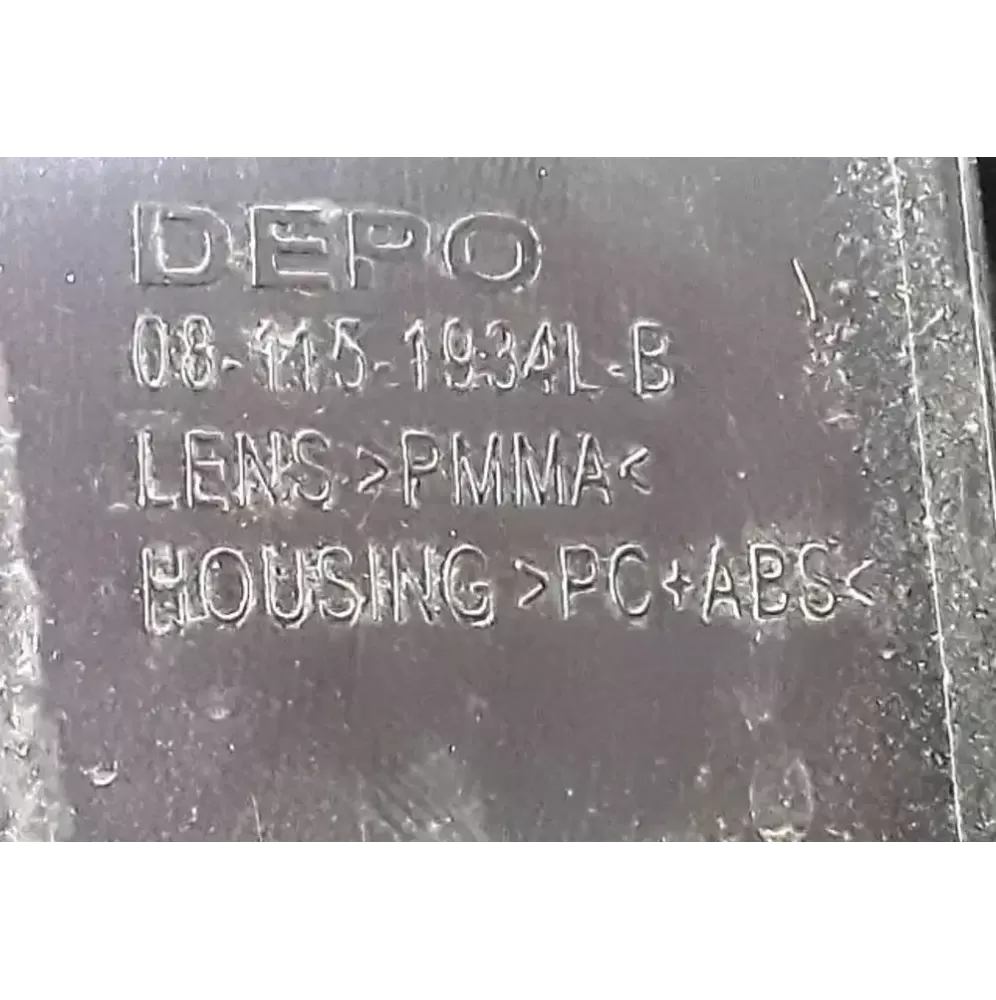 DEPO
08-115-1934L-B
LENS >PMMA<
HOUSING >PC+ABS<